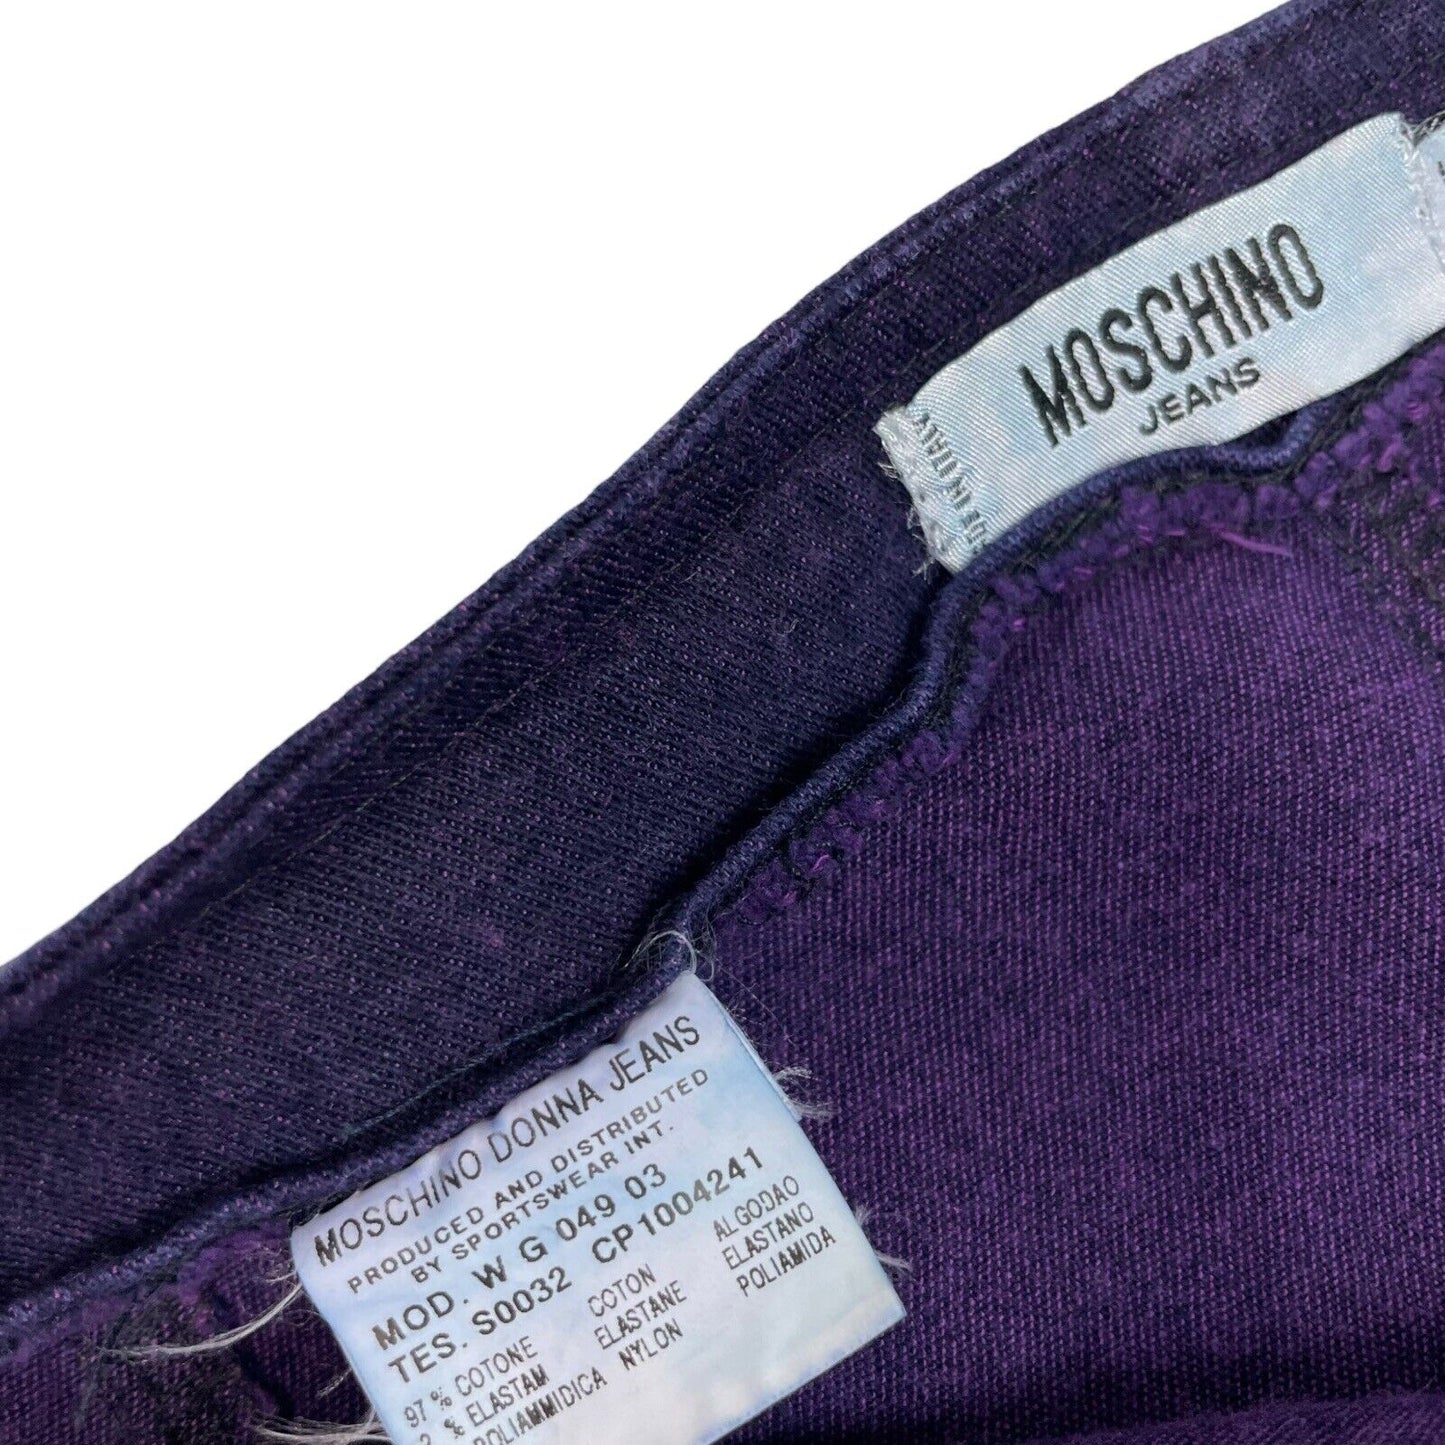 MOSCHINO
JEANS
MOSCHINO DONNA JEANS
PRODUCED AND DISTRIBUTED
BY SPORTSWEAR INT.
MOD. W G 049 03
TES. S0032 CP1004241
97 % COTONE COTON ALGODAO
2 % ELASTAM ELASTANE ELASTANO
POLIAMMIDICA NYLON POLIAMIDA